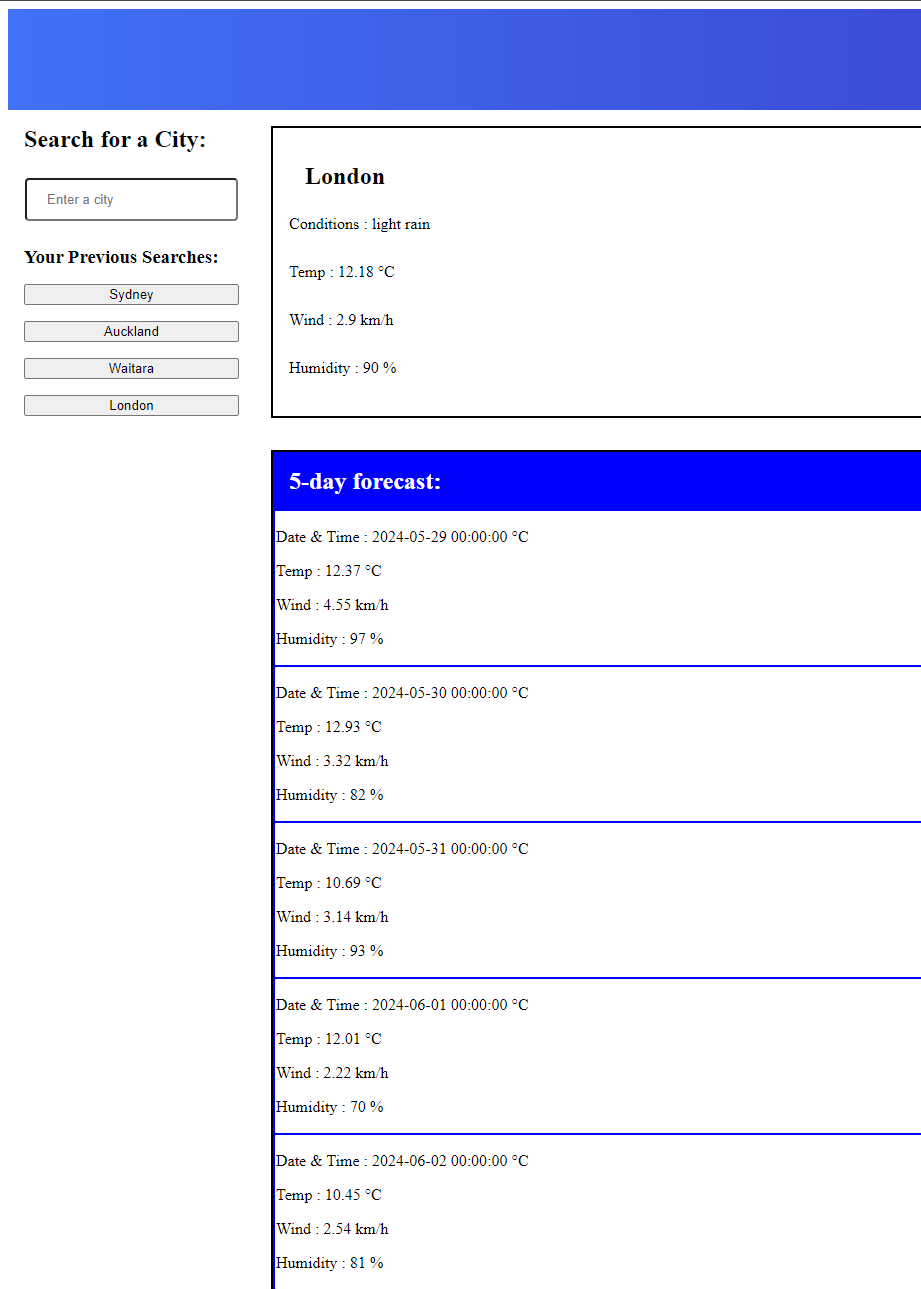 Search for a City:
Enter a city
Your Previous Searches:
Sydney
Auckland
Waitara
London
London
Conditions : light rain
Temp : 12.18 °C
Wind : 2.9 km/h
Humidity : 90 %
5-day forecast:
Date & Time : 2024-05-29 00:00:00 °C
Temp : 12.37 °C
Wind : 4.55 km/h
Humidity : 97 %
Date & Time : 2024-05-30 00:00:00 °C
Temp : 12.93 °C
Wind : 3.32 km/h
Humidity : 82 %
Date & Time : 2024-05-31 00:00:00 °C
Temp : 10.69 °C
Wind : 3.14 km/h
Humidity : 93 %
Date & Time : 2024-06-01 00:00:00 °C
Temp : 12.01 °C
Wind : 2.22 km/h
Humidity : 70 %
Date & Time : 2024-06-02 00:00:00 °C
Temp : 10.45 °C
Wind : 2.54 km/h
Humidity : 81 %